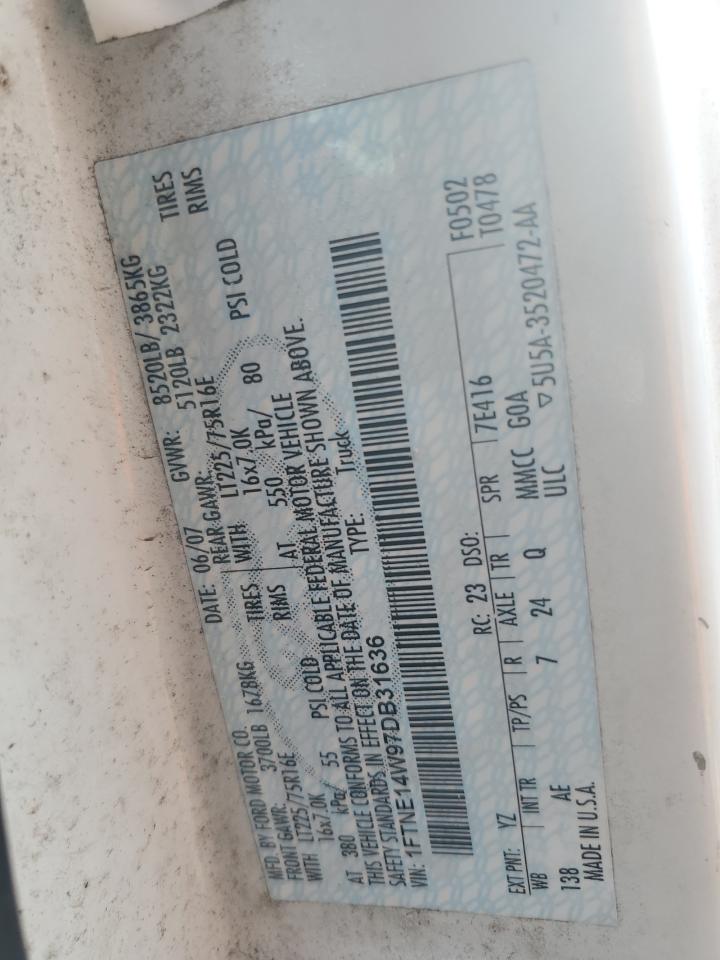 MFD. BY FORD MOTOR CO.
DATE: 06/07 GVWR: 8520LB/ 3865KG
FRONT GAWR: 3700LB 1678KG
REAR GAWR: 5120LB 2322KG
WITH LT225/75R16E TIRES
WITH LT225/75R16E TIRES
16x7.0K RIMS
16x7.0K RIMS
AT 380 kPa/ 55 PSI COLD
AT 550 kPa/ 80 PSI COLD
THIS VEHICLE CONFORMS TO ALL APPLICABLE FEDERAL MOTOR VEHICLE
SAFETY STANDARDS IN EFFECT ON THE DATE OF MANUFACTURE SHOWN ABOVE.
VIN: 1FTNE14W97DB31636 TYPE: Truck
F0502
T0478
EXT PNT: YZ RC: 23 DSO:
WB INT TR TP/PS R AXLE TR SPR 7E416
138 AE 7 24 Q MMCC G0A
MADE IN U.S.A. ULC ▽5U5A-3520472-AA